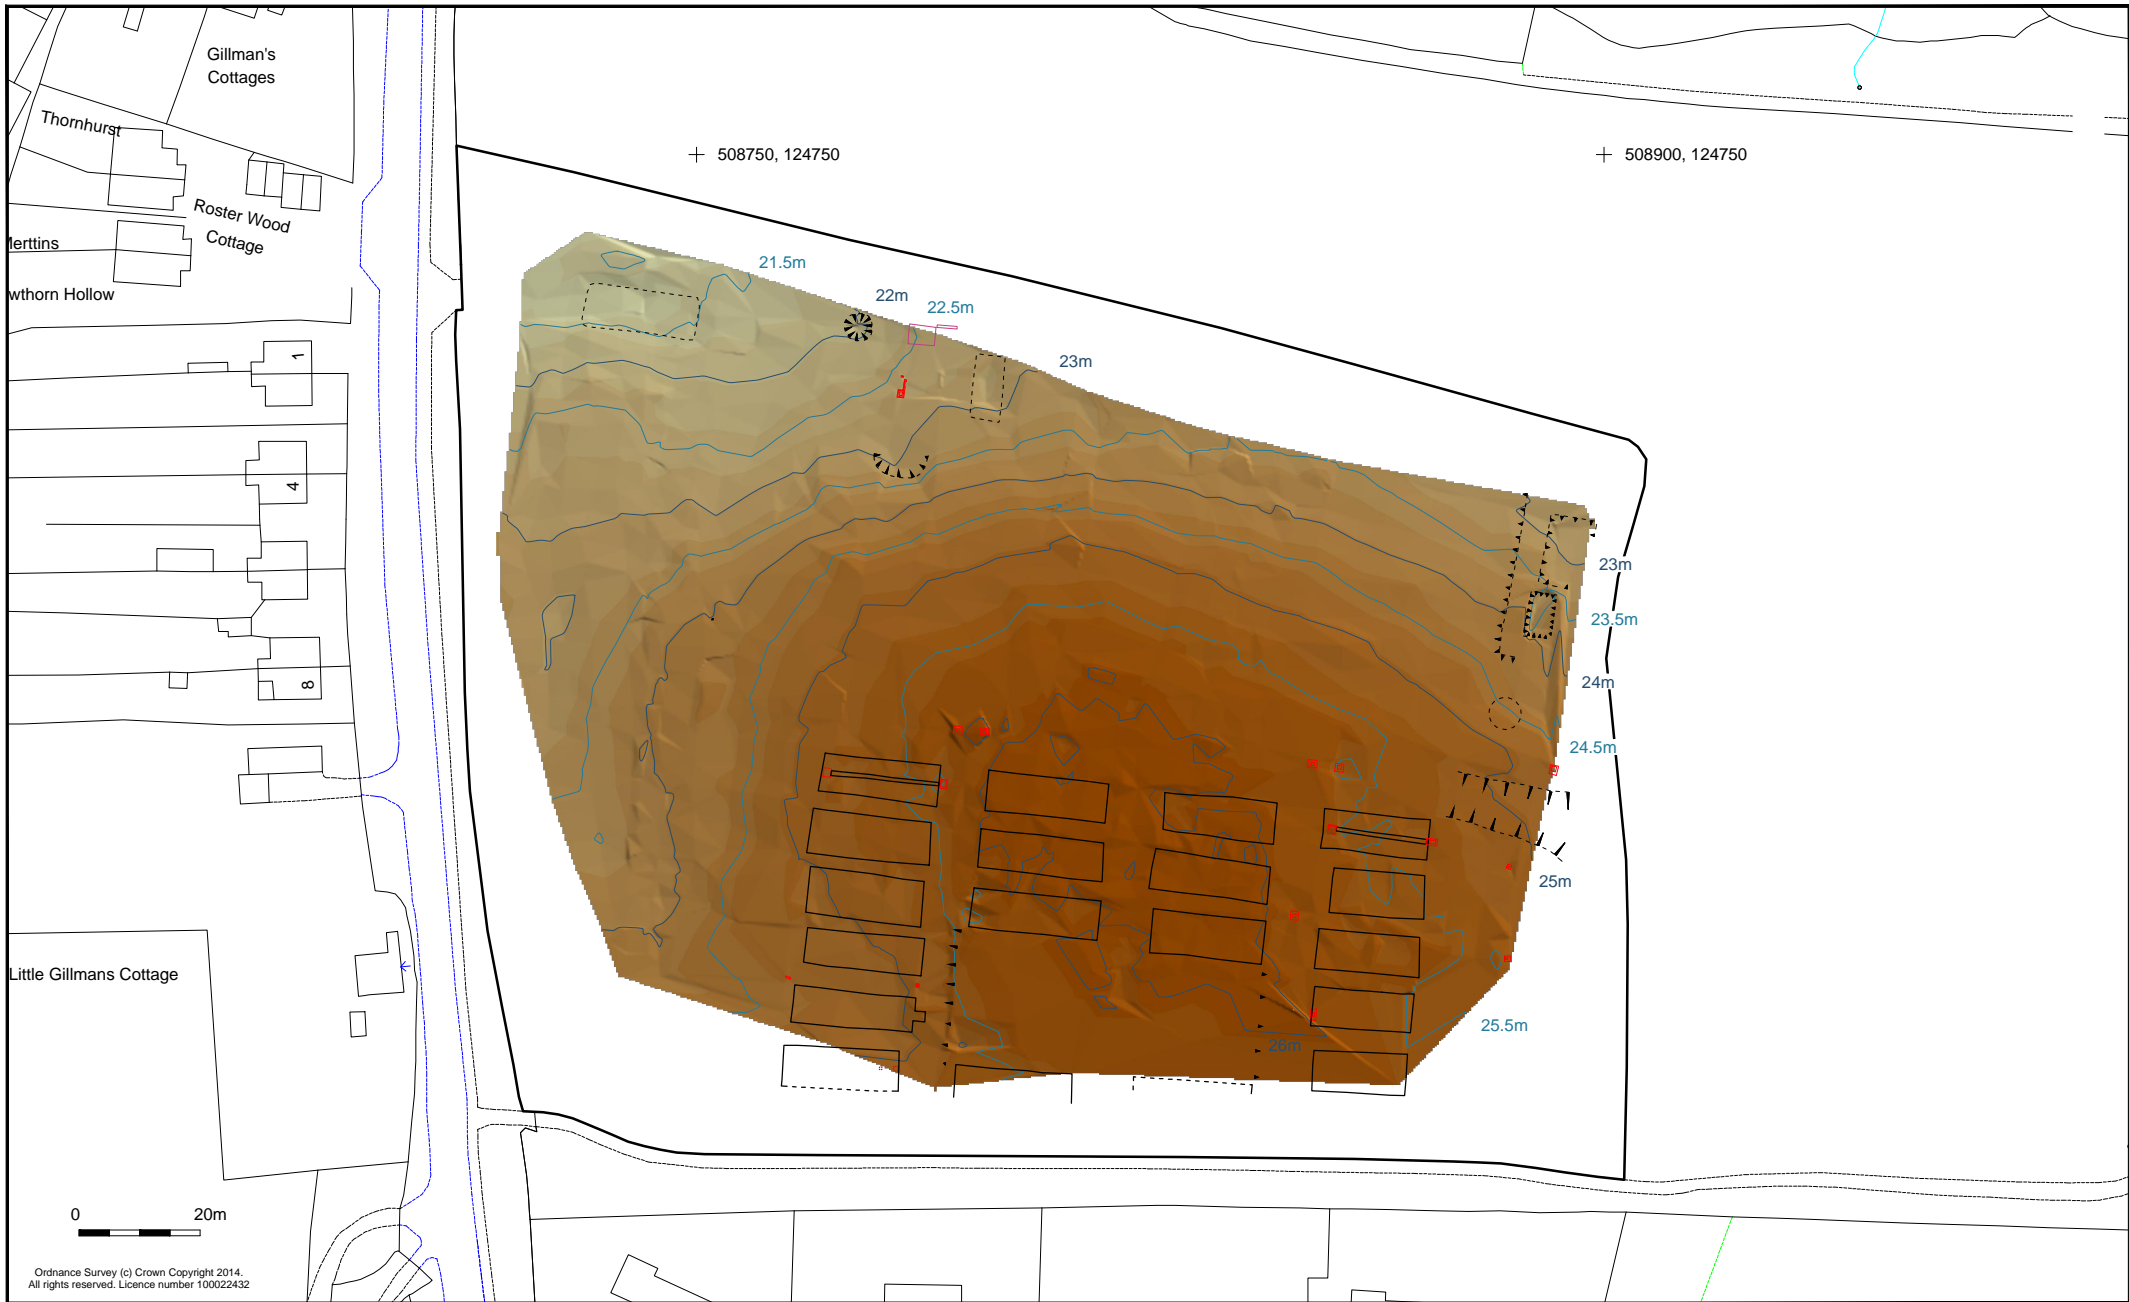 Gillman's
Cottages
Thornhurst
508750, 124750
508900, 124750
Roster Wood
Cottage
Merttins
21.5m
wthorn Hollow
22m
22.5m
1
23m
4
23m
23.5m
8
24m
24.5m
25m
Little Gillmans Cottage
25.5m
26m
0 20m
Ordnance Survey (c) Crown Copyright 2014.
All rights reserved. Licence number 100022432